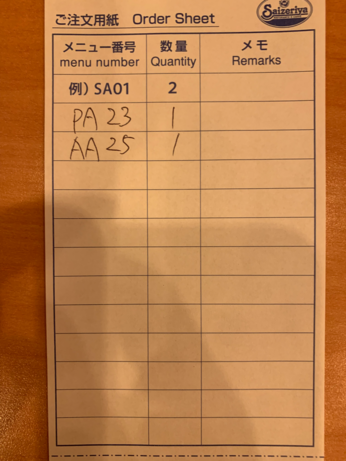 Saizeriya
ご注文用紙 Order Sheet
メニュー番号 数量 メモ
menu number Quantity Remarks
例) SA01 2
PA 23 1
AA 25 1